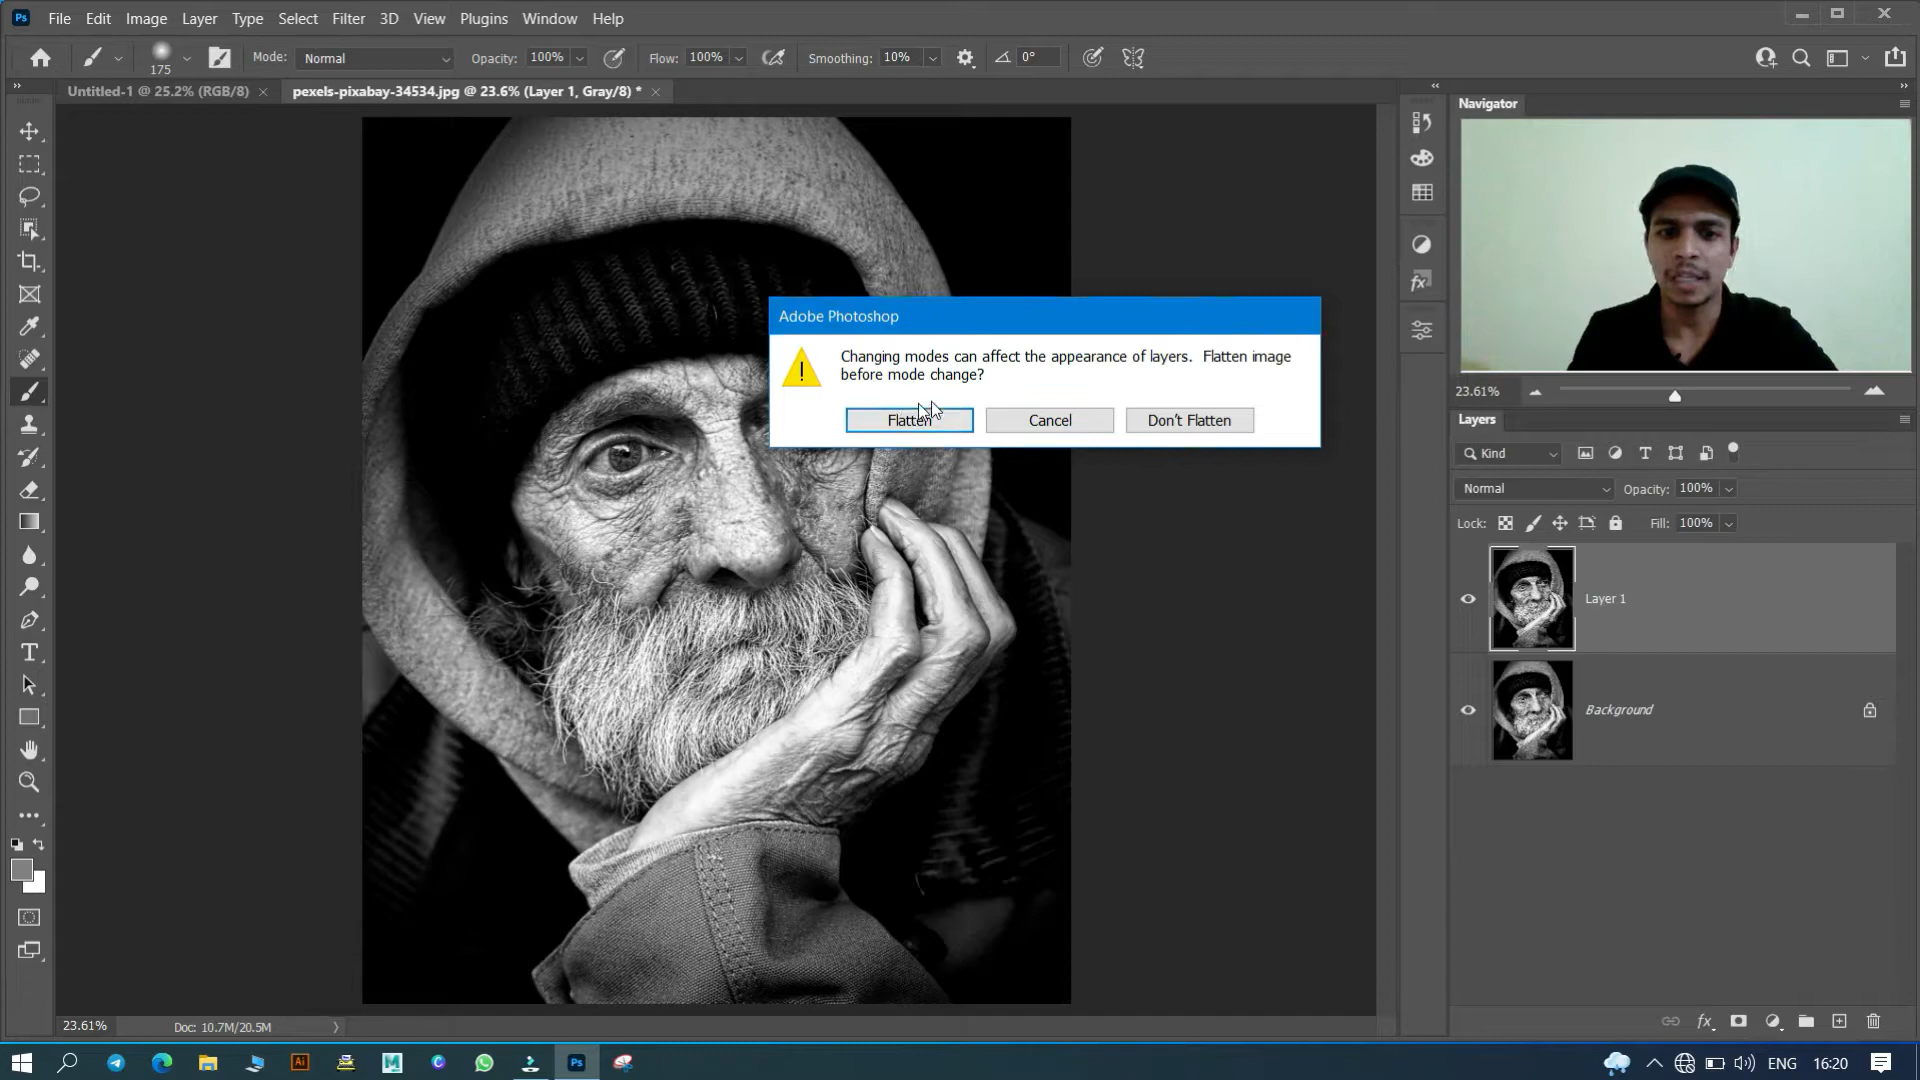 Ps File Edit Image Layer Type Select Filter 3D View Plugins Window Help
175 Mode: Normal Opacity: 100% Flow: 100% Smoothing: 10% 0°
Untitled-1 @ 25.2% (RGB/8) pexels-pixabay-34534.jpg @ 23.6% (Layer 1, Gray/8) *
Navigator
Adobe Photoshop
Changing modes can affect the appearance of layers. Flatten image
before mode change?
Flatten Cancel Don't Flatten
23.61%
Layers
Kind
Normal Opacity: 100%
Lock: Fill: 100%
Layer 1
Background
23.61% Doc: 10.7M/20.5M
Ai Ps ENG 16:20